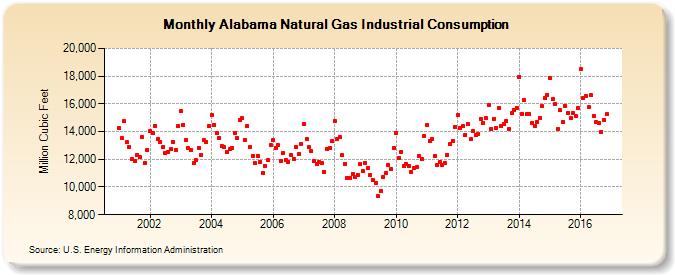 Monthly Alabama Natural Gas Industrial Consumption
Million Cubic Feet
20,000
18,000
16,000
14,000
12,000
10,000
8,000
2002 2004 2006 2008 2010 2012 2014 2016
Source: U.S. Energy Information Administration